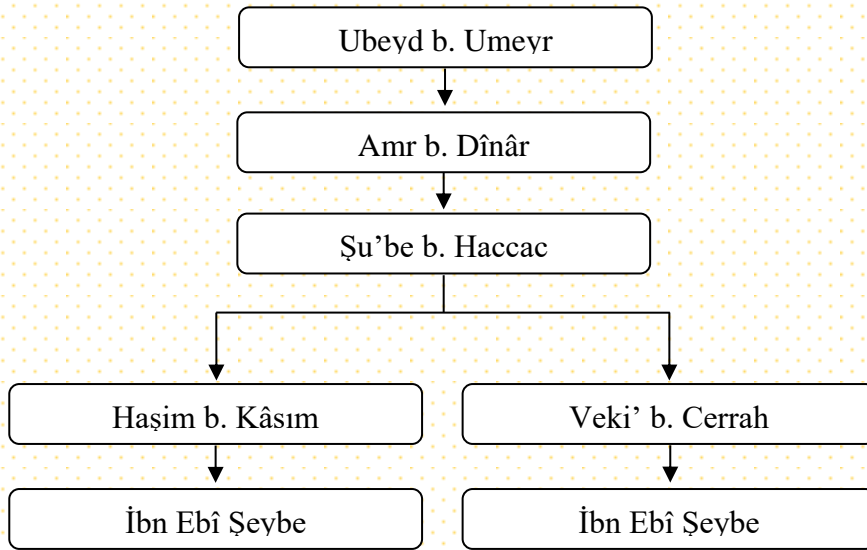 Ubeyd b. Umeyr
Amr b. Dînâr
Şu’be b. Haccac
Haşim b. Kâsım
Veki’ b. Cerrah
İbn Ebî Şeybe
İbn Ebî Şeybe